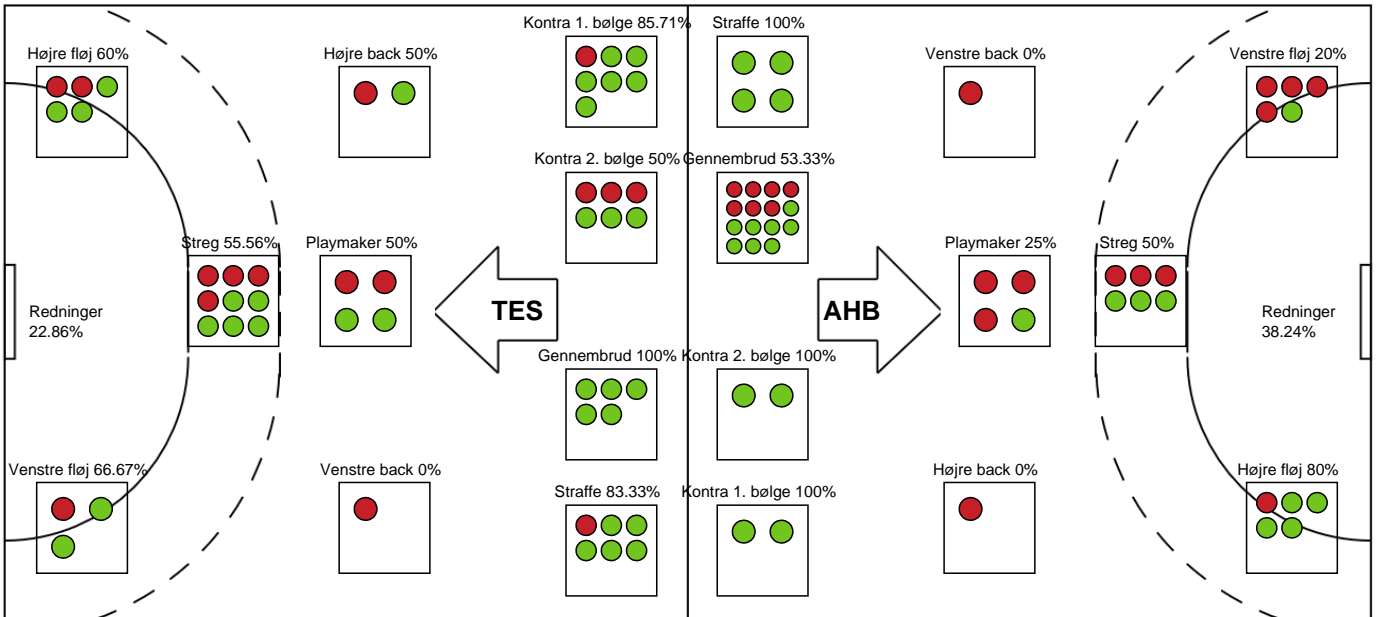 Kontra 1. bølge 85.71%
Straffe 100%
Højre fløj 60%
Højre back 50%
Venstre back 0%
Venstre fløj 20%
Kontra 2. bølge 50%
Gennembrud 53.33%
Streg 55.56%
Playmaker 50%
Playmaker 25%
Streg 50%
Redninger
22.86%
TES
AHB
Redninger
38.24%
Gennembrud 100%
Kontra 2. bølge 100%
Venstre fløj 66.67%
Venstre back 0%
Højre back 0%
Højre fløj 80%
Straffe 83.33%
Kontra 1. bølge 100%